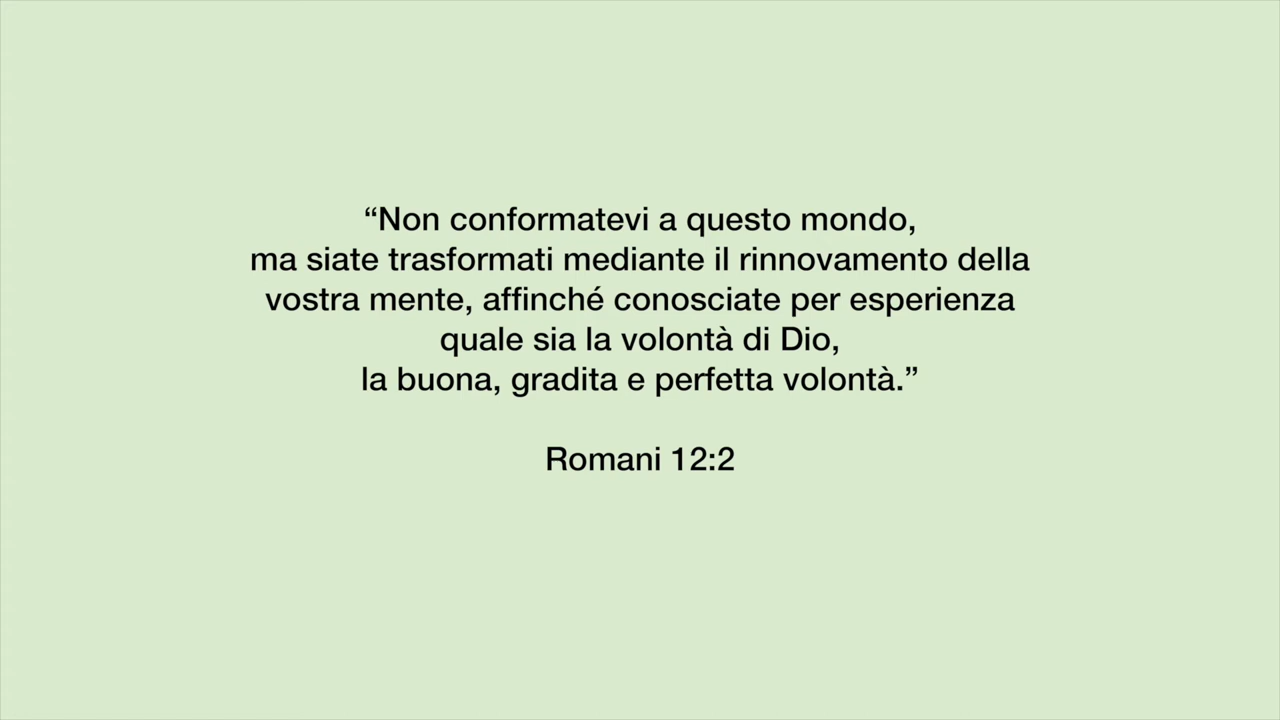 “Non conformatevi a questo mondo,
ma siate trasformati mediante il rinnovamento della
vostra mente, affinché conosciate per esperienza
quale sia la volontà di Dio,
la buona, gradita e perfetta volontà.”
Romani 12:2